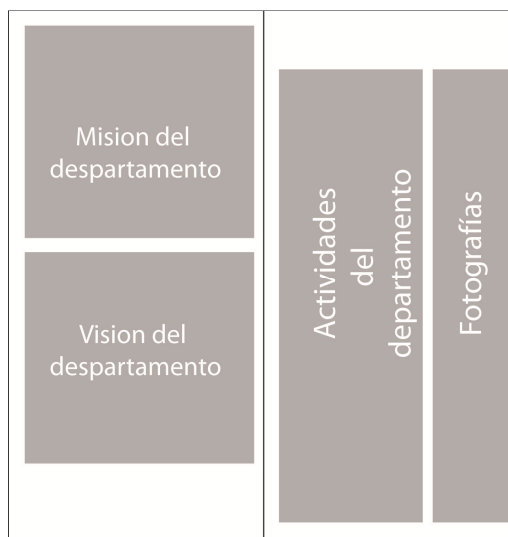 Mision del
despartamento
Vision del
despartamento
Actividades
del
departamento
Fotografías